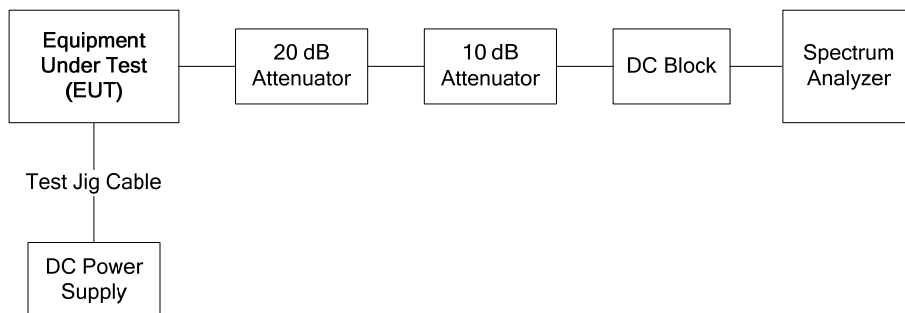 Equipment
Under Test
(EUT)
20 dB
Attenuator
10 dB
Attenuator
DC Block
Spectrum
Analyzer
Test Jig Cable
DC Power
Supply